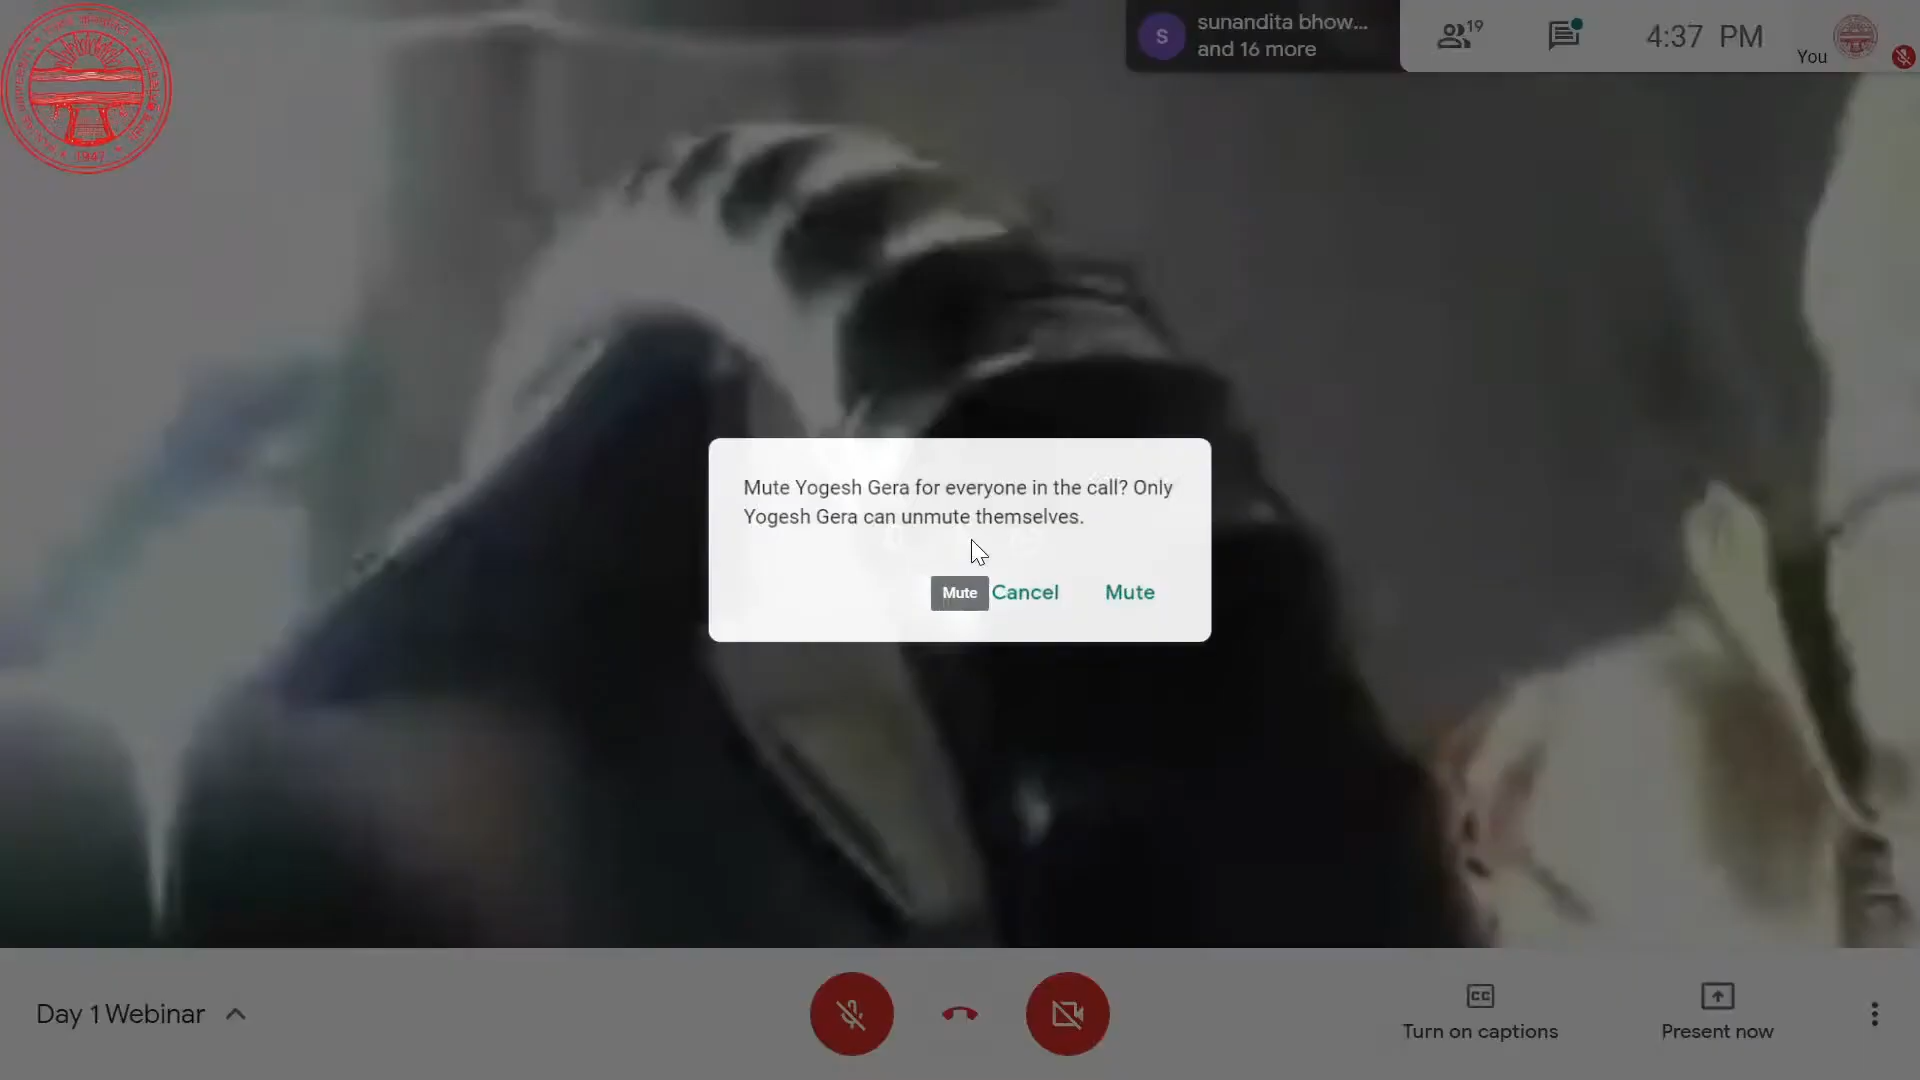 sunandita bhow...
and 16 more
19
4:37 PM
You
1947
Mute Yogesh Gera for everyone in the call? Only
Yogesh Gera can unmute themselves.
Mute
Cancel
Mute
Day 1 Webinar
CC
Turn on captions
Present now
S